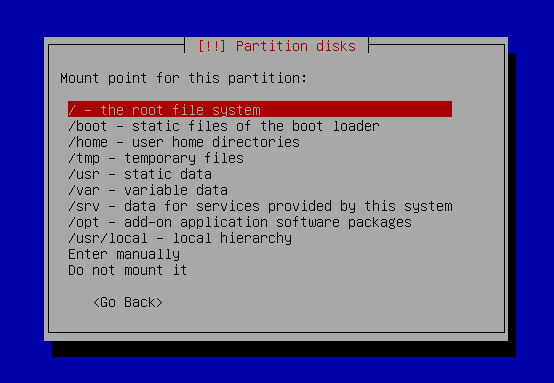 [!!] Partition disks
Mount point for this partition:
/ - the root file system
/boot - static files of the boot loader
/home - user home directories
/tmp - temporary files
/usr - static data
/var - variable data
/srv - data for services provided by this system
/opt - add-on application software packages
/usr/local - local hierarchy
Enter manually
Do not mount it
<Go Back>